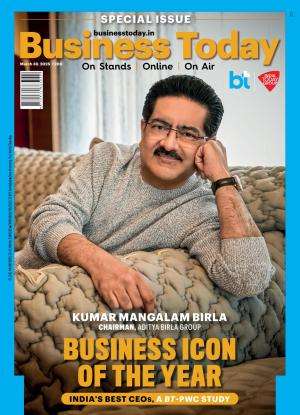 SPECIAL ISSUE
businesstoday.in
Business Today
On Stands | Online | On Air
bt
KUMAR MANGALAM BIRLA
CHAIRMAN, ADITYA BIRLA GROUP
BUSINESS ICON
OF THE YEAR
INDIA'S BEST CEOs, A BT-PWC STUDY